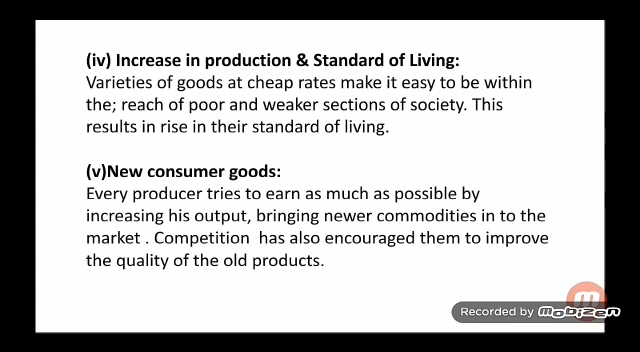 (iv) Increase in production & Standard of Living:
Varieties of goods at cheap rates make it easy to be within
the; reach of poor and weaker sections of society. This
results in rise in their standard of living.
(v)New consumer goods:
Every producer tries to earn as much as possible by
increasing his output, bringing newer commodities in to the
market . Competition  has also encouraged them to improve
the quality of the old products.
Recorded by Mobizen